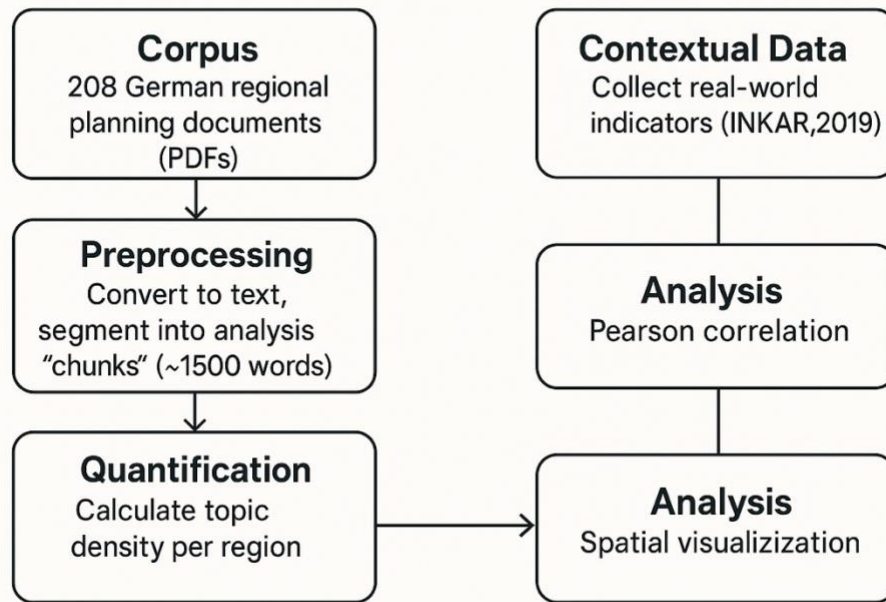 Corpus
208 German regional
planning documents
(PDFs)
Preprocessing
Convert to text,
segment into analysis
“chunks” (~1500 words)
Quantification
Calculate topic
density per region
Contextual Data
Collect real-world
indicators (INKAR,2019)
Analysis
Pearson correlation
Analysis
Spatial visualizization